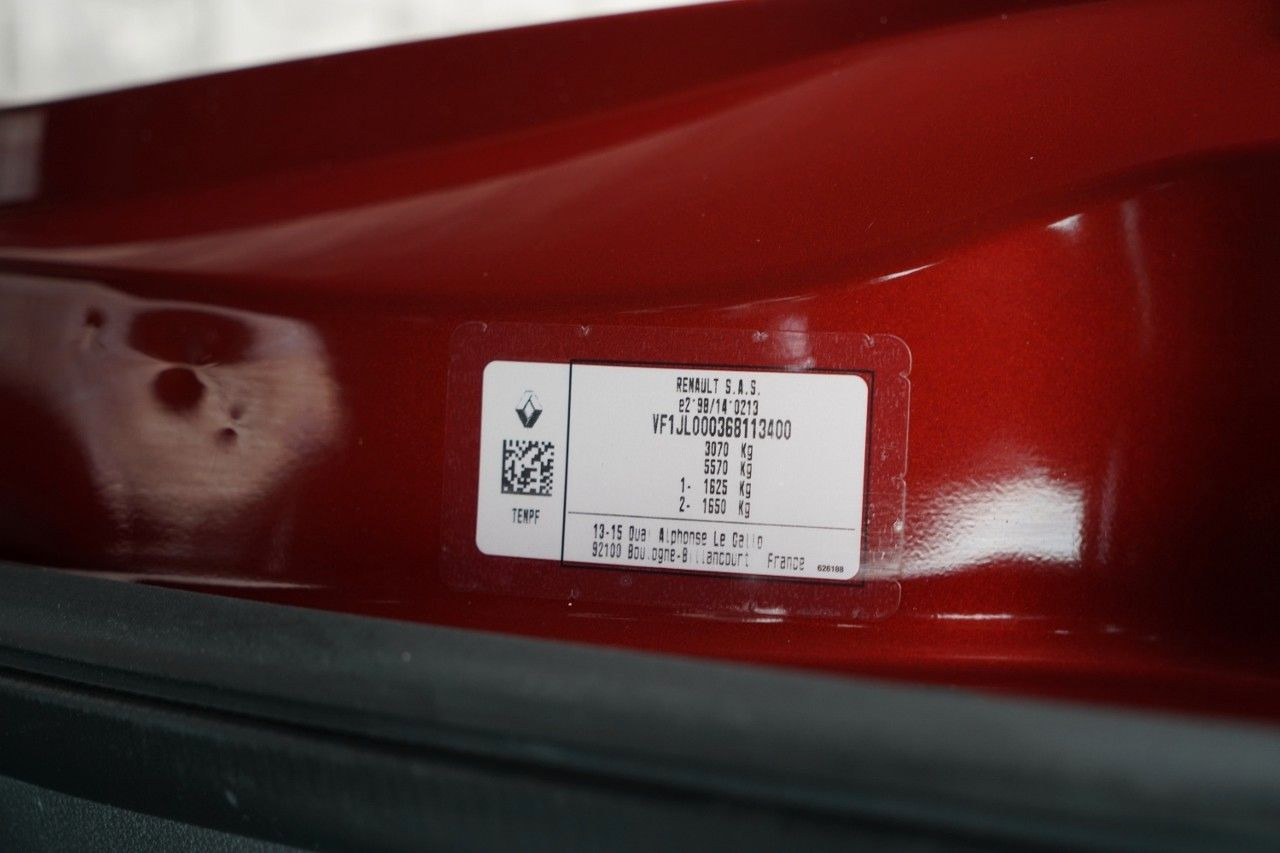 RENAULT S.A.S.
e2*98/14*0213
VF1JL000368113400
3070 Kg
5570 Kg
1- 1625 Kg
2- 1650 Kg
TEMPF
13-15 Quai Alphonse Le Gallo
92100 Boulogne-Billancourt France
626188